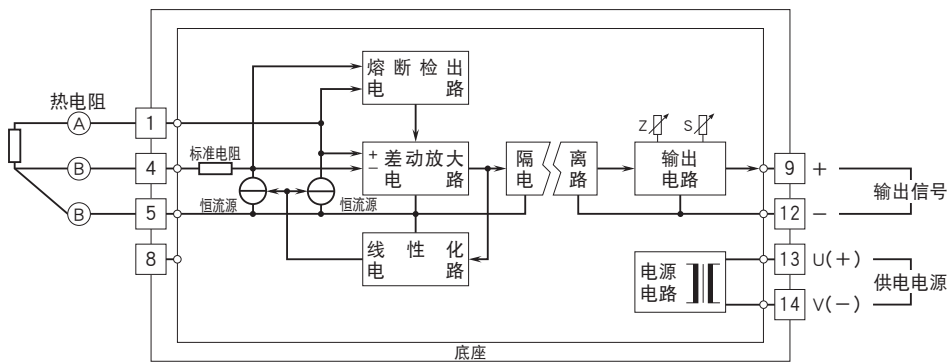 热电阻
A
B
B
1
4
5
8
标准电阻
恒流源
恒流源
熔断检出
电路
+
−
差动放大
电路
线性化
电路
隔离
电路
Z
S
输出
电路
电源
电路
9
+
12
−
输出信号
13
U(+)
14
V(−)
供电电源
底座